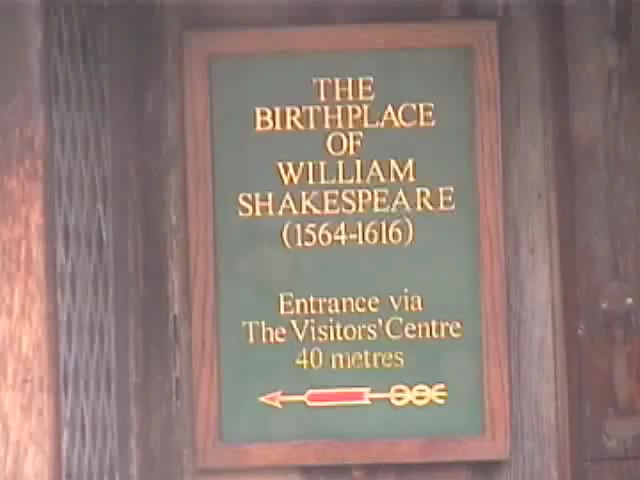 THE
BIRTHPLACE
OF
WILLIAM
SHAKESPEARE
(1564-1616)
Entrance via
The Visitors' Centre
40 metres